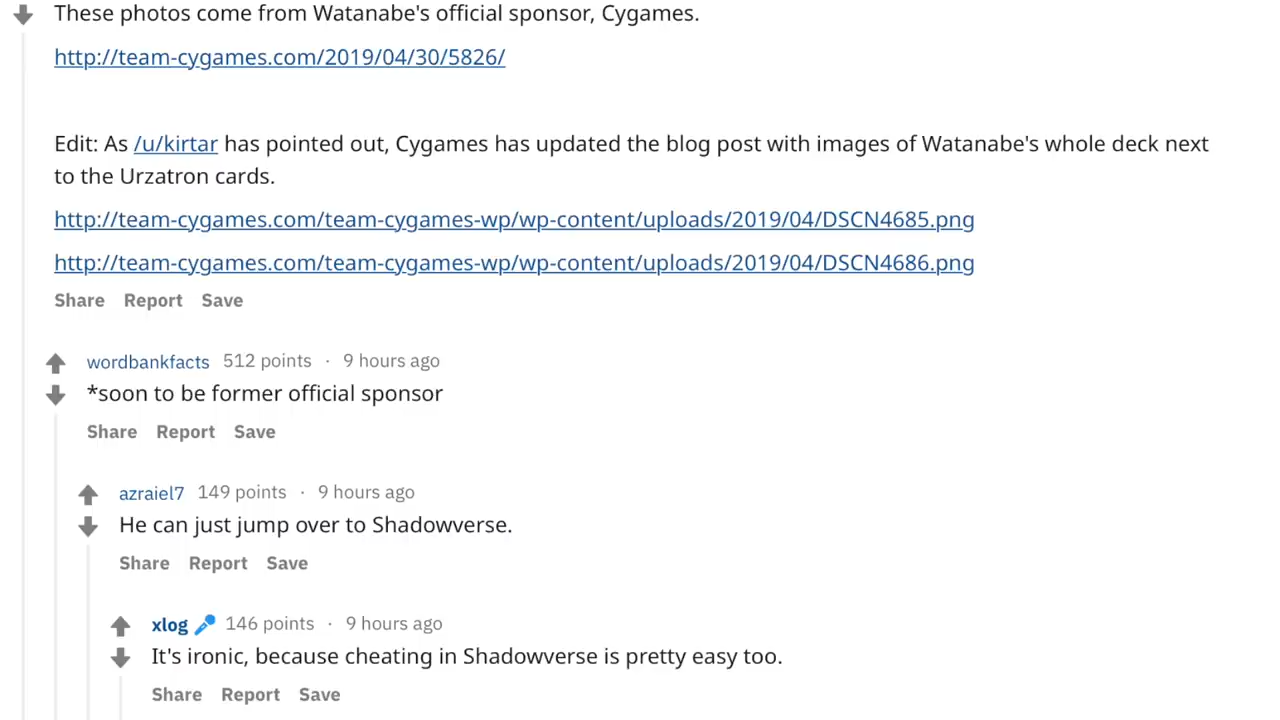 These photos come from Watanabe's official sponsor, Cygames.
http://team-cygames.com/2019/04/30/5826/
Edit: As /u/kirtar has pointed out, Cygames has updated the blog post with images of Watanabe's whole deck next
to the Urzatron cards.
http://team-cygames.com/team-cygames-wp/wp-content/uploads/2019/04/DSCN4685.png
http://team-cygames.com/team-cygames-wp/wp-content/uploads/2019/04/DSCN4686.png
Share Report Save
wordbankfacts 512 points · 9 hours ago
*soon to be former official sponsor
Share Report Save
azraiel7 149 points · 9 hours ago
He can just jump over to Shadowverse.
Share Report Save
xlog 146 points · 9 hours ago
It's ironic, because cheating in Shadowverse is pretty easy too.
Share Report Save